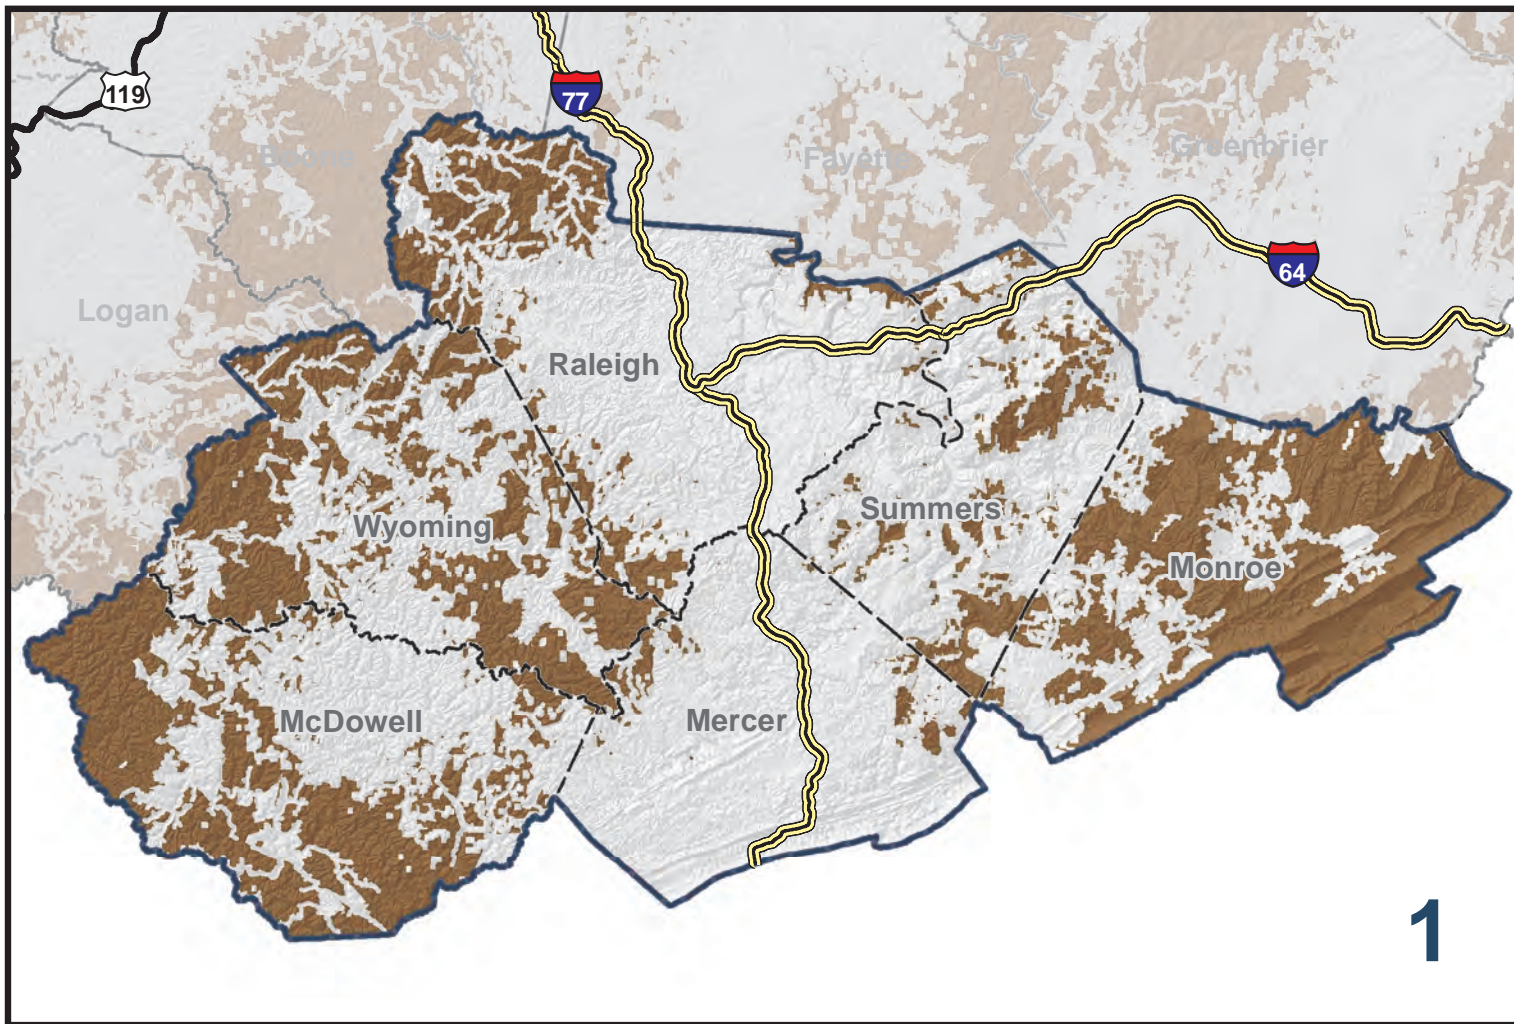 119
77
Boone
Fayette
Greenbrier
64
Logan
Raleigh
Summers
Wyoming
Monroe
McDowell
Mercer
1